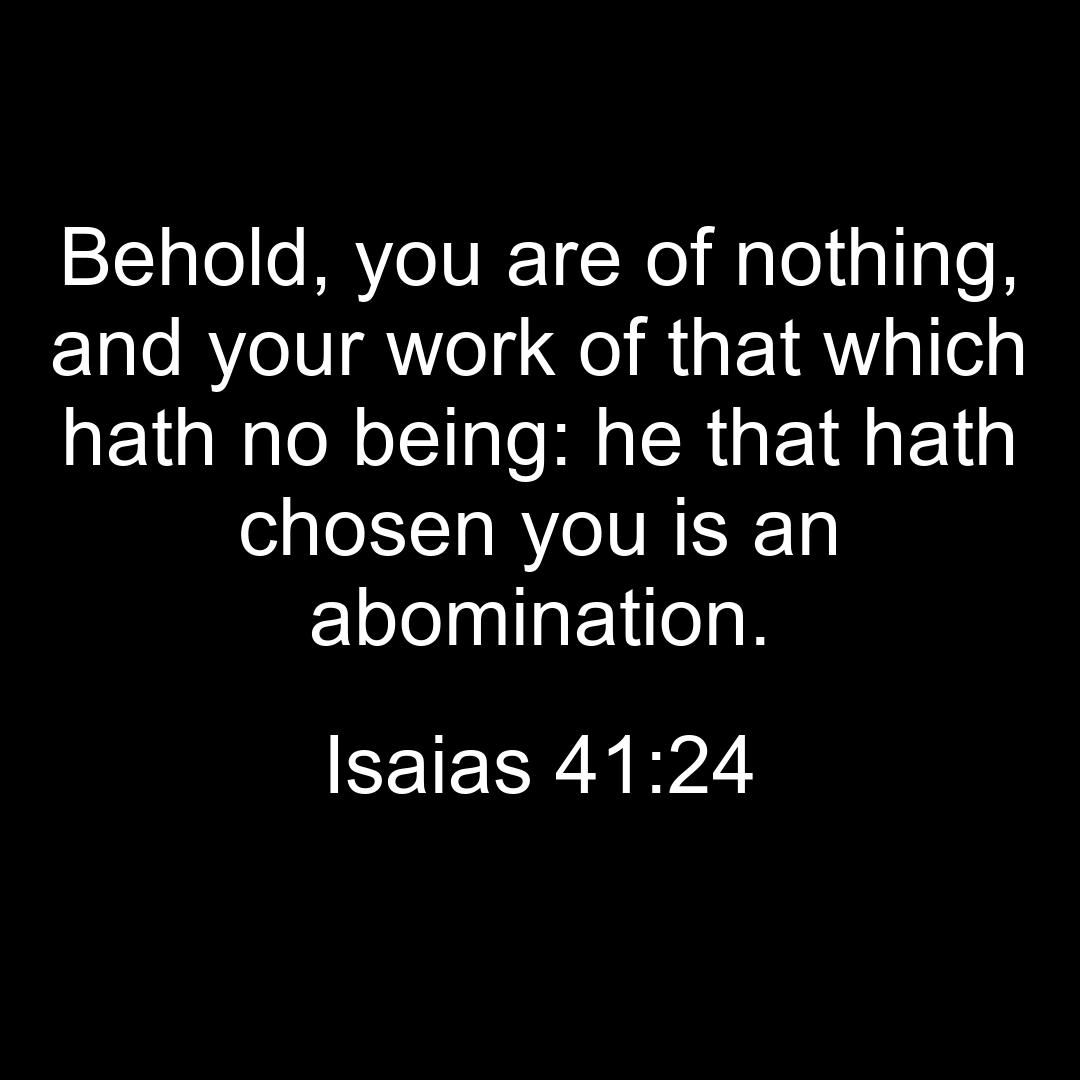 Behold, you are of nothing,
and your work of that which
hath no being: he that hath
chosen you is an
abomination.
Isaias 41:24